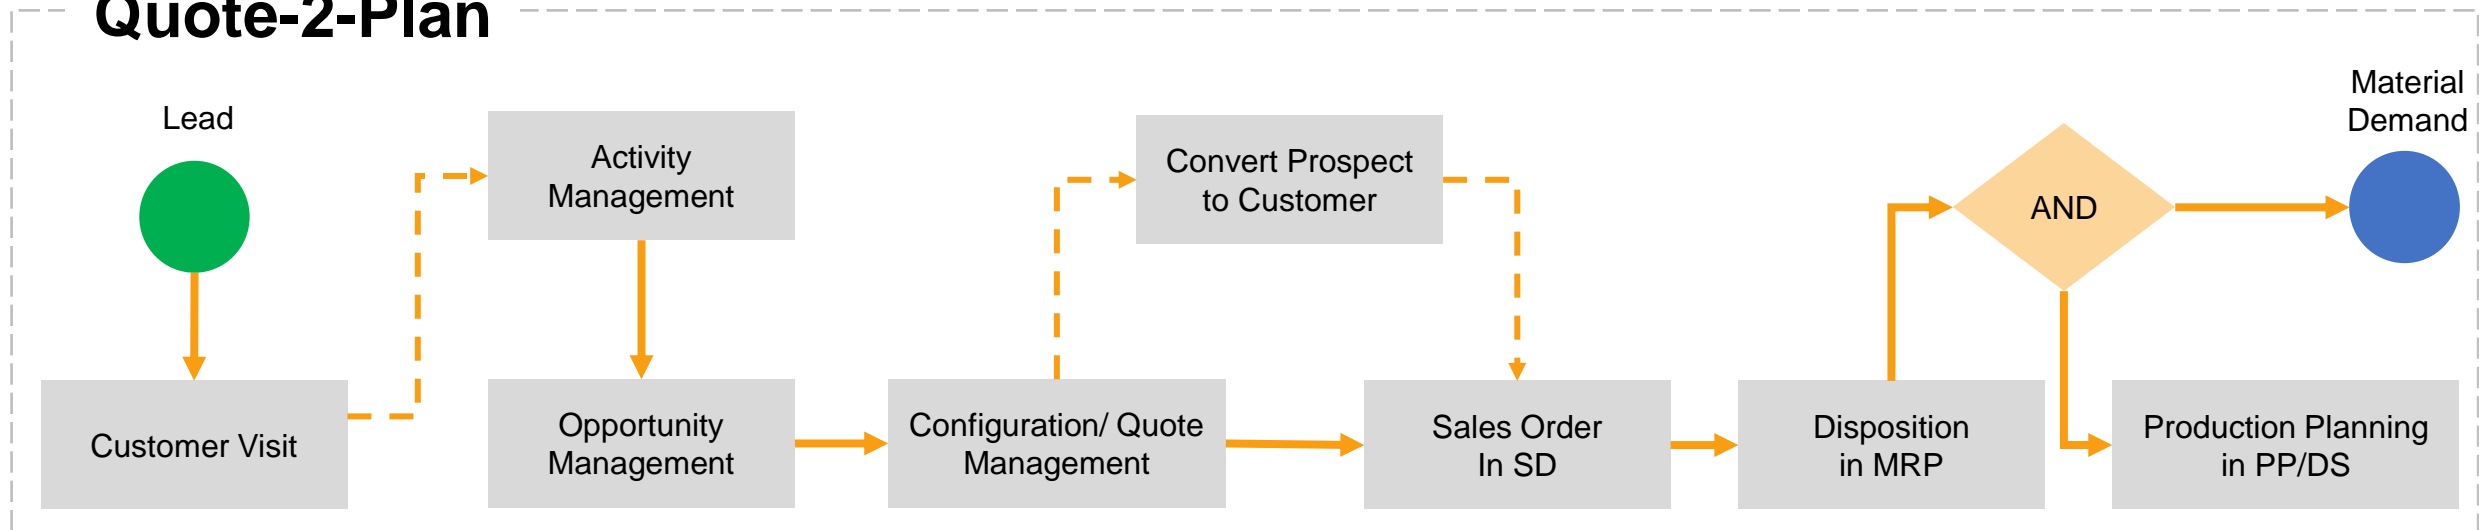 Quote-2-Plan
Lead
Activity
Management
Convert Prospect
to Customer
AND
Material
Demand
Customer Visit
Opportunity
Management
Configuration/ Quote
Management
Sales Order
In SD
Disposition
in MRP
Production Planning
in PP/DS